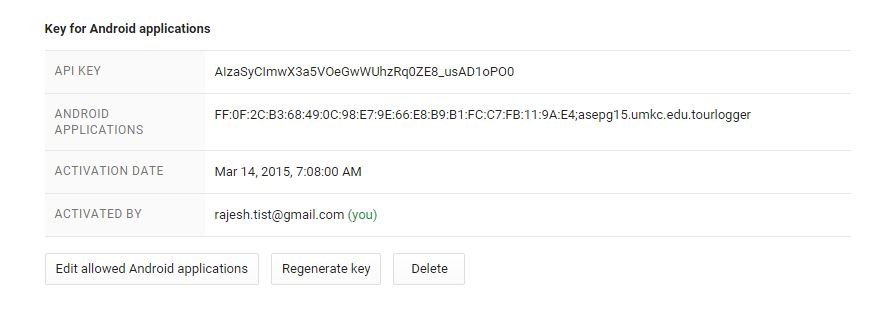 Key for Android applications
API KEY
AIzaSyCImwX3a5VOeGwWUhzRq0ZE8_usAD1oPO0
ANDROID
APPLICATIONS
FF:0F:2C:B3:68:49:0C:98:E7:9E:66:E8:B9:B1:FC:C7:FB:11:9A:E4;asepg15.umkc.edu.tourlogger
ACTIVATION DATE
Mar 14, 2015, 7:08:00 AM
ACTIVATED BY
rajesh.tist@gmail.com (you)
Edit allowed Android applications
Regenerate key
Delete